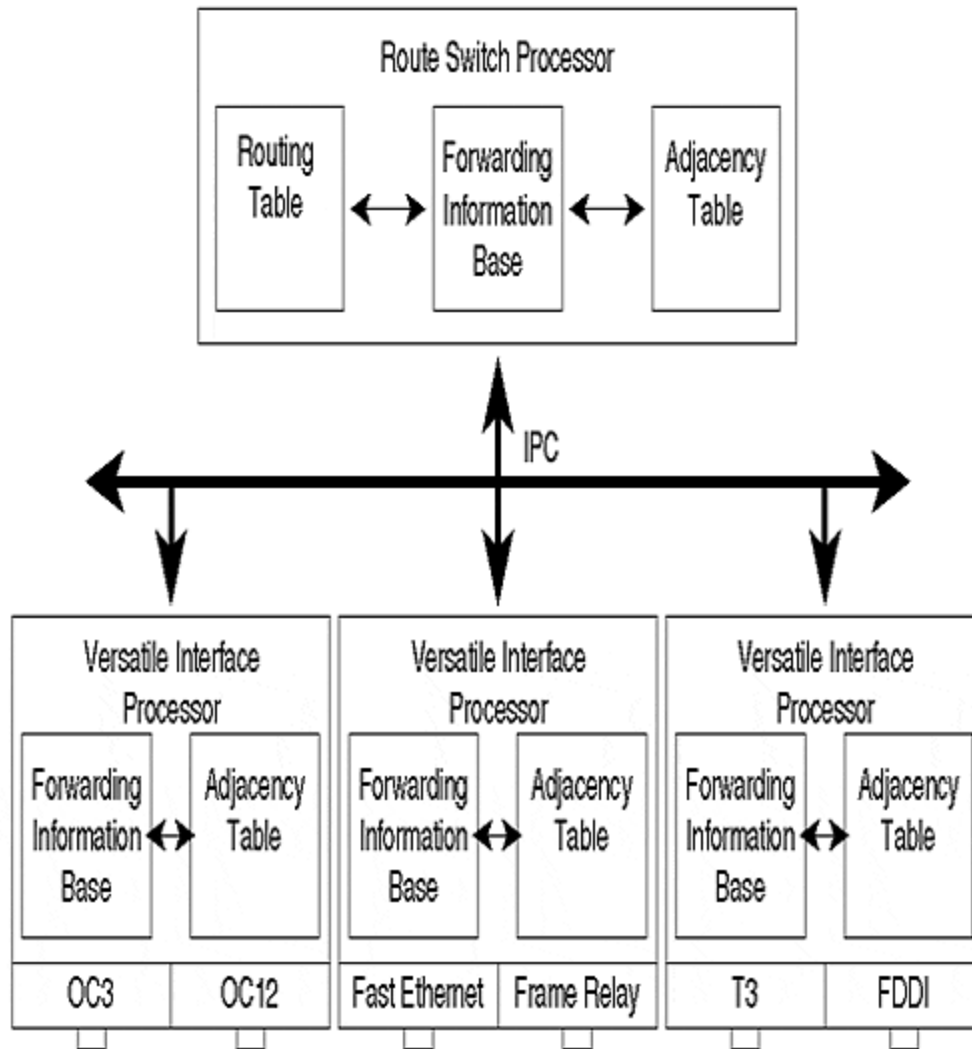 Route Switch Processor
Routing
Table
Forwarding
Information
Base
Adjacency
Table
IPC
Versatile Interface
Processor
Forwarding
Information
Base
Adjacency
Table
OC3
OC12
Versatile Interface
Processor
Forwarding
Information
Base
Adjacency
Table
Fast Ethernet
Frame Relay
Versatile Interface
Processor
Forwarding
Information
Base
Adjacency
Table
T3
FDDI